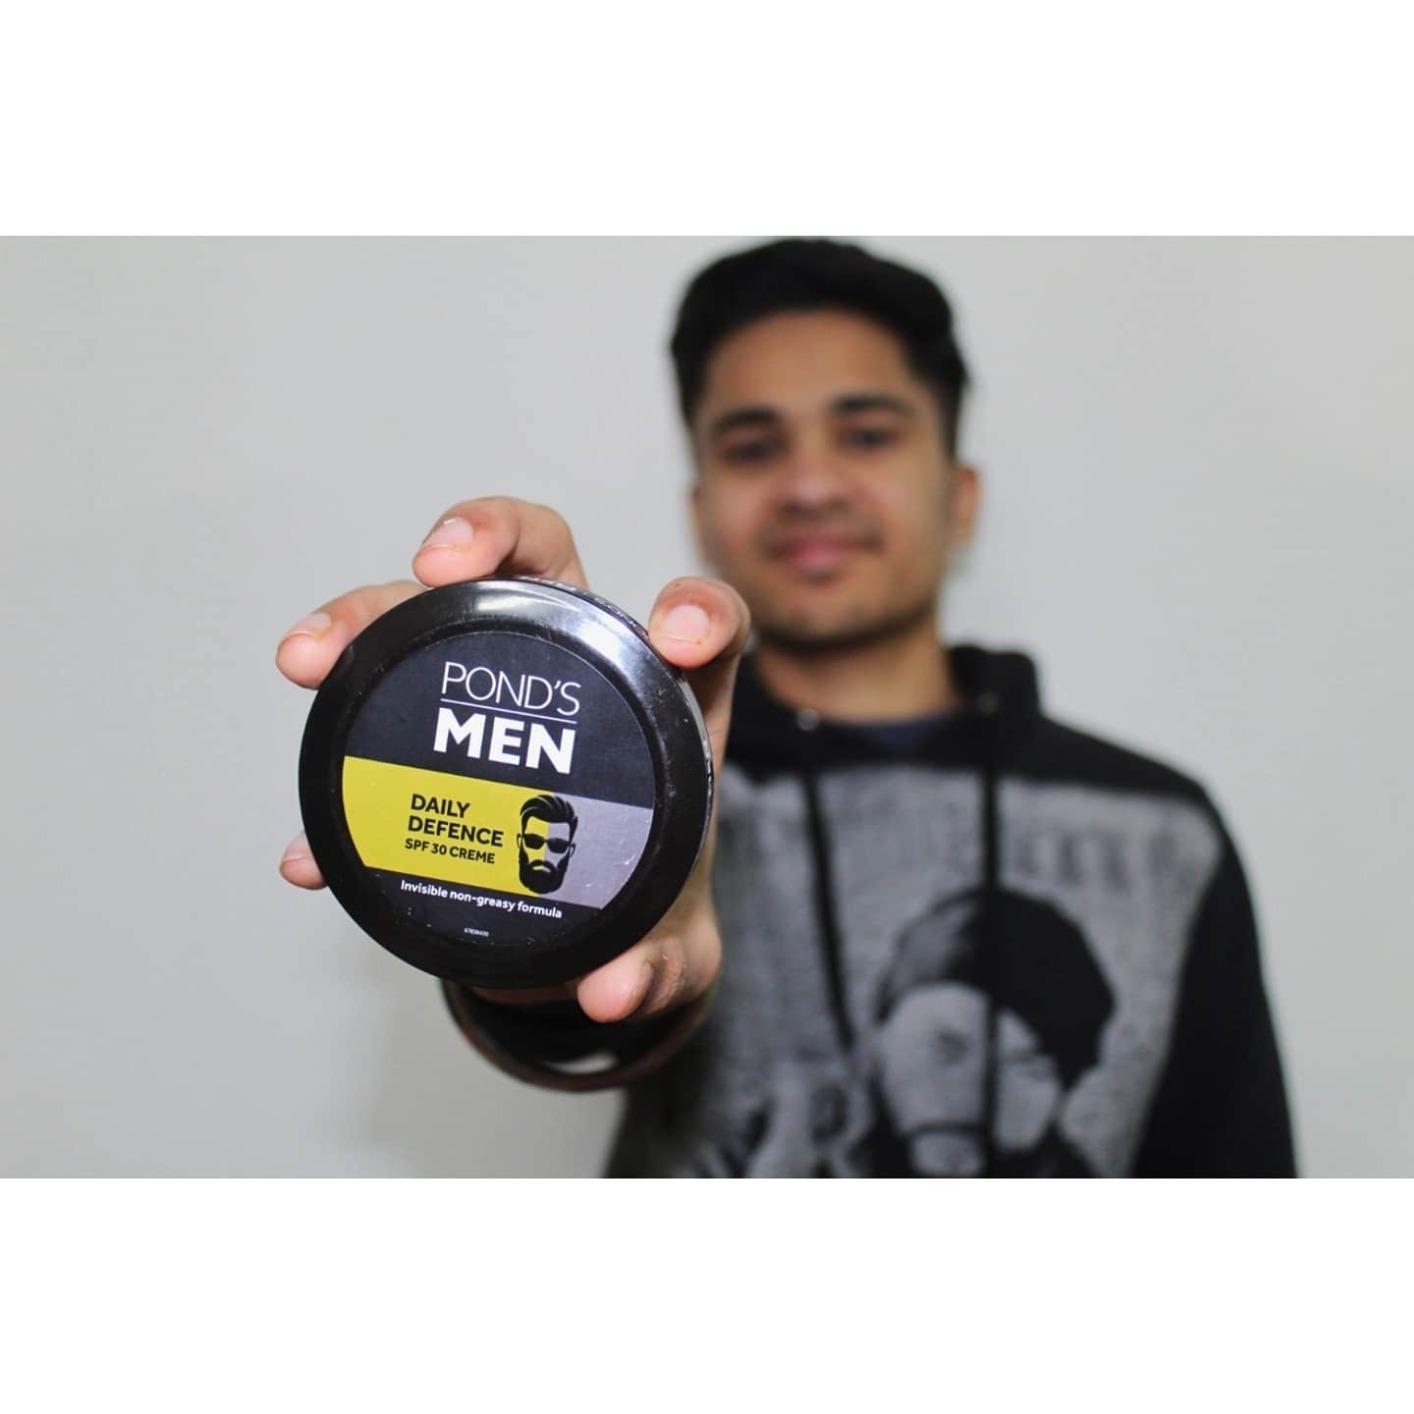 POND'S
MEN
DAILY
DEFENCE
SPF 30 CREME
Invisible non-greasy formula